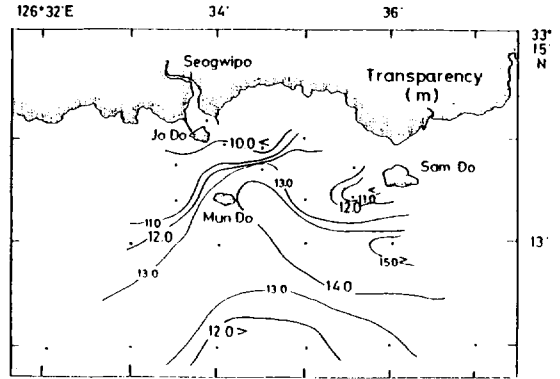 126°32'E 34' 36' 33°
15'
N
Seogwipo
Transparency
(m)
Jo Do
10.0<
Sam Do
13.0
11.0<
12.0
Mun Do
11.0
12.0
13'
15.0>
13.0
14.0
13.0
12.0>